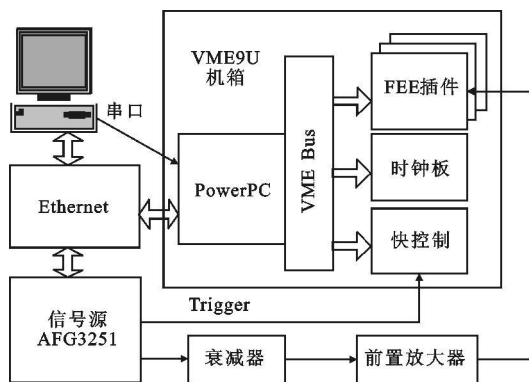 VME9U
机箱
FEE插件
串口
VME Bus
PowerPC
时钟板
Ethernet
快控制
Trigger
信号源
AFG3251
衰减器
前置放大器